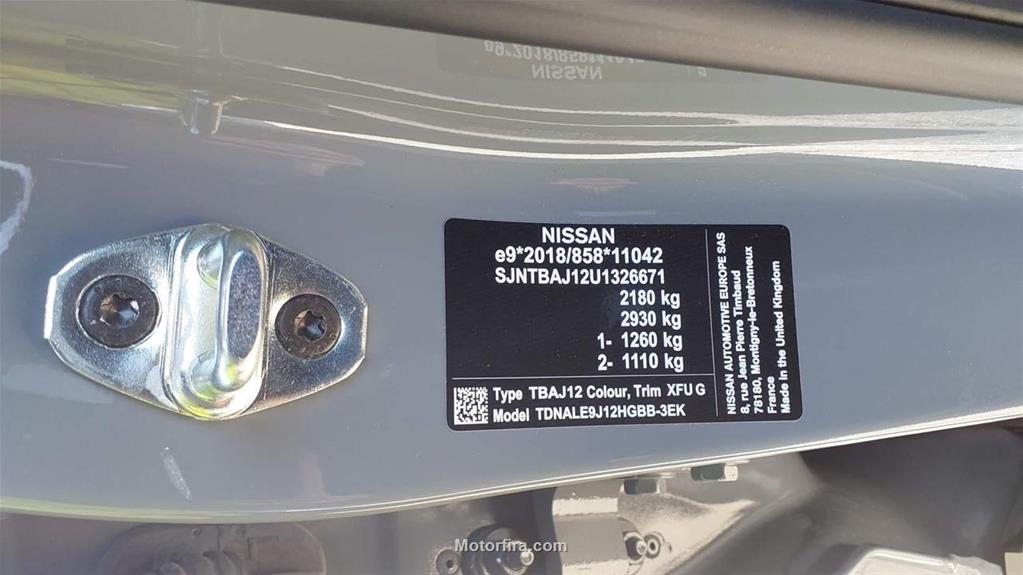 NISSAN
e9*2018/858*11042
SJNTBAJ12U1326671
2180 kg
2930 kg
1- 1260 kg
2- 1110 kg
Type TBAJ12 Colour, Trim XFU G
Model TDNALE9J12HGBB-3EK
NISSAN AUTOMOTIVE EUROPE SAS
8, rue Jean Pierre Timbaud
78180, Montigny-le-Bretonneux
France
Made in the United Kingdom
Motorfira.com